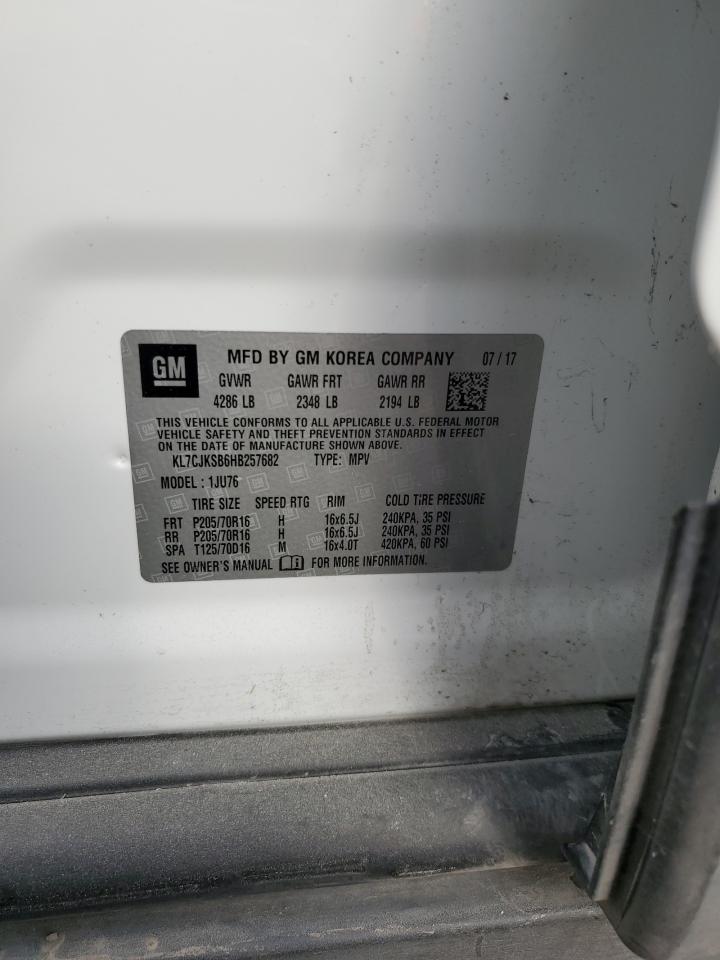 GM MFD BY GM KOREA COMPANY 07 / 17
GVWR GAWR FRT GAWR RR
4286 LB 2348 LB 2194 LB
THIS VEHICLE CONFORMS TO ALL APPLICABLE U.S. FEDERAL MOTOR
VEHICLE SAFETY AND THEFT PREVENTION STANDARDS IN EFFECT
ON THE DATE OF MANUFACTURE SHOWN ABOVE.
KL7CJKSB6HB257682 TYPE: MPV
MODEL : 1JU76
TIRE SIZE SPEED RTG RIM COLD TIRE PRESSURE
FRT P205/70R16 H 16x6.5J 240KPA, 35 PSI
RR P205/70R16 H 16x6.5J 240KPA, 35 PSI
SPA T125/70D16 M 16x4.0T 420KPA, 60 PSI
SEE OWNER'S MANUAL FOR MORE INFORMATION.